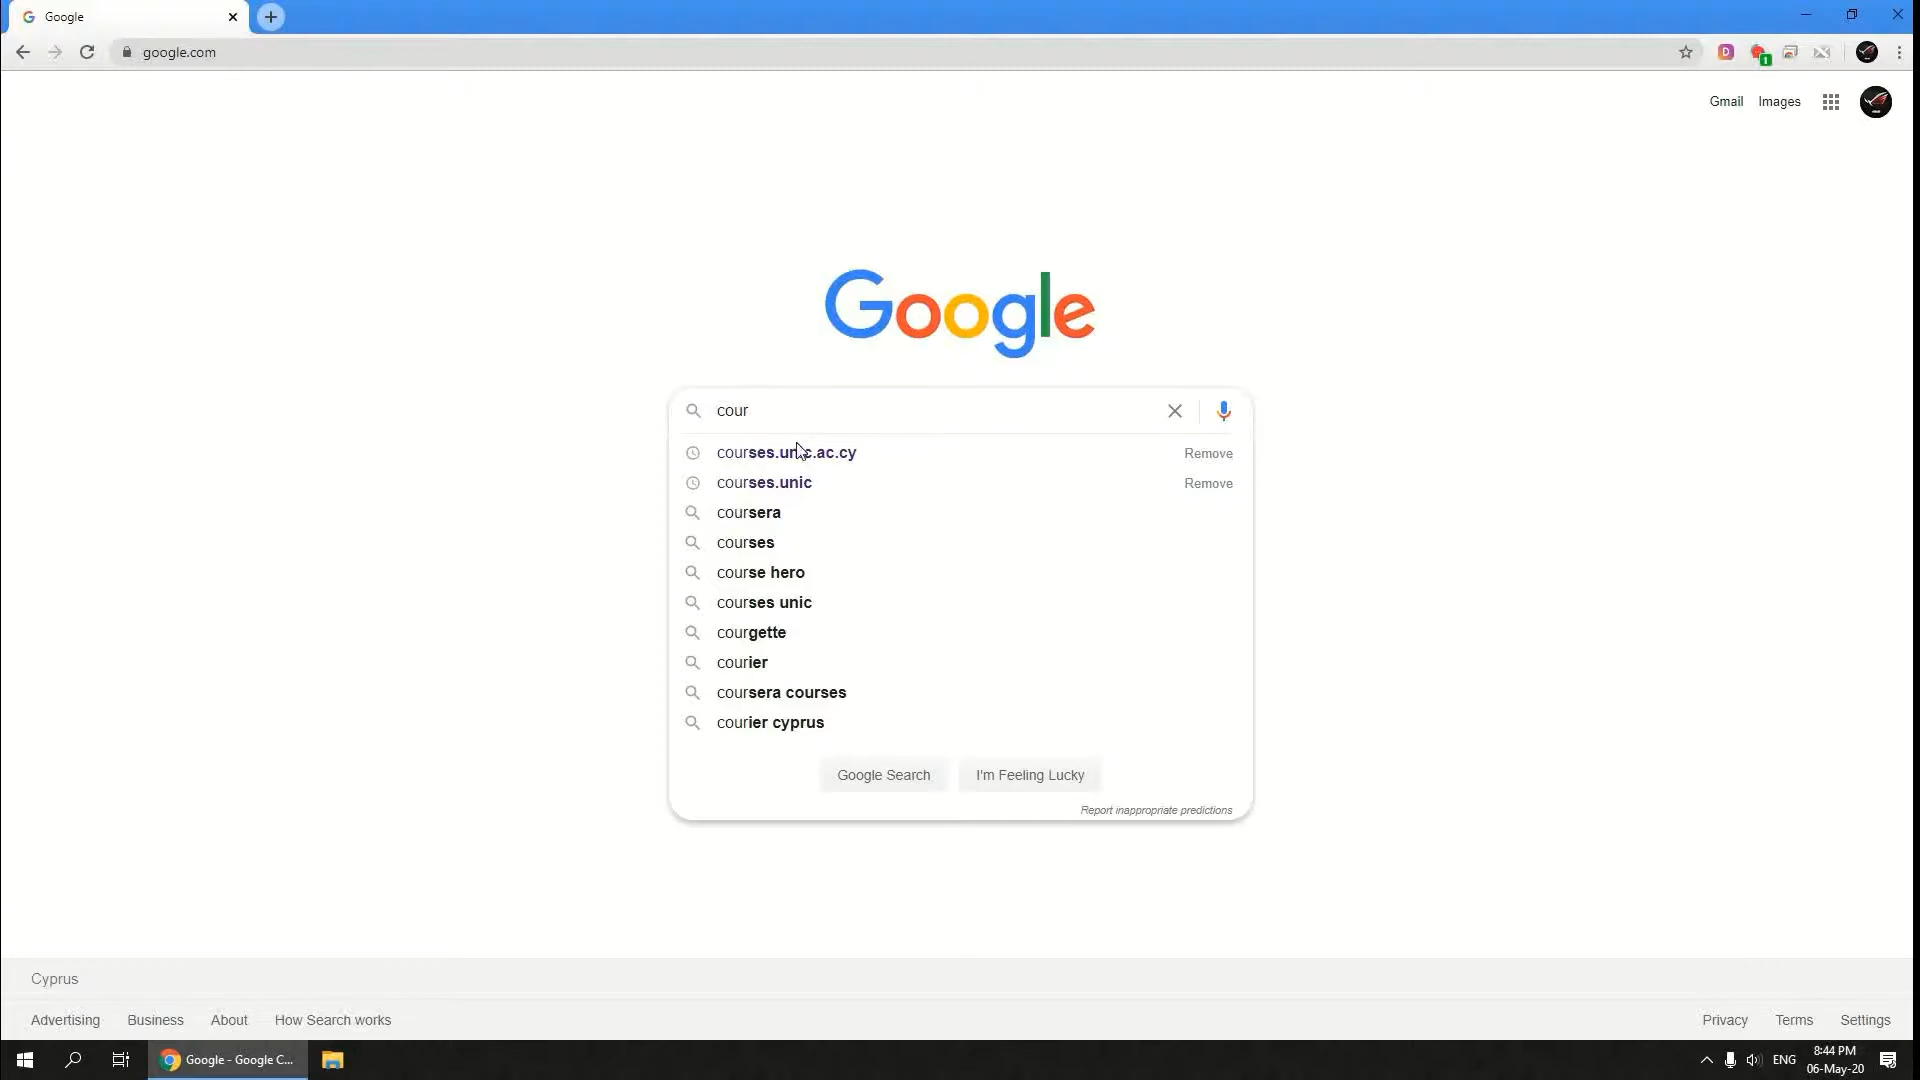 Google
google.com
D
1
Gmail Images
Google
cour
courses.unic.ac.cy Remove
courses.unic Remove
coursera
courses
course hero
courses unic
courgette
courier
coursera courses
courier cyprus
Google Search I'm Feeling Lucky
Report inappropriate predictions
Cyprus
Advertising Business About How Search works Privacy Terms Settings
Google - Google C... ENG 8:44 PM
06-May-20